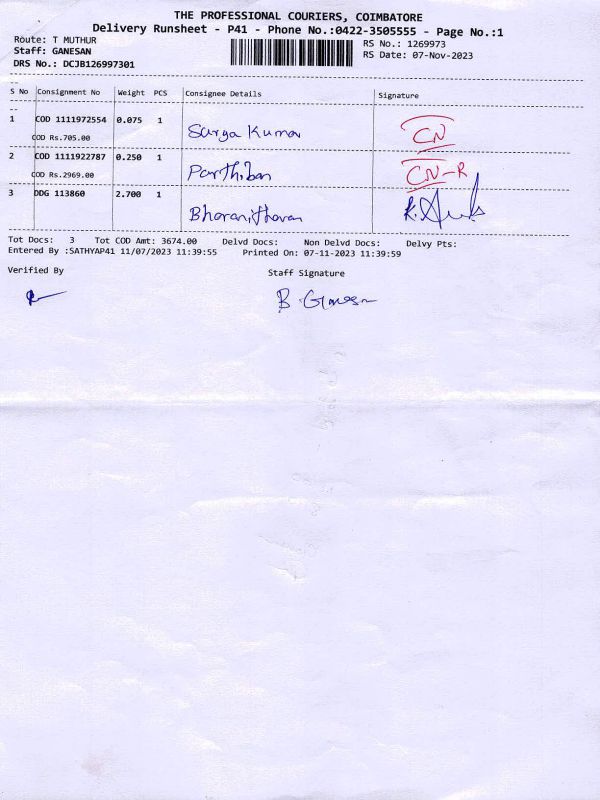 THE PROFESSIONAL COURIERS, COIMBATORE
Delivery Runsheet - P41 - Phone No.:0422-3505555 - Page No.:1
Route: T MUTHUR
RS No.: 1269973
Staff: GANESAN
RS Date: 07-Nov-2023
DRS No.: DCJB126997301
S No Consignment No Weight PCS Consignee Details Signature
1 COD 1111972554 0.075 1 Surya Kumar CN
COD Rs.705.00
2 COD 1111922787 0.250 1 Parthiban CN-R
COD Rs.2969.00
3 DDG 113860 2.700 1 Bharanitharan
Tot Docs: 3 Tot COD Amt: 3674.00 Delvd Docs: Non Delvd Docs: Delvy Pts:
Entered By :SATHYAP41 11/07/2023 11:39:55 Printed On: 07-11-2023 11:39:59
Verified By
Staff Signature
B. Ganesan